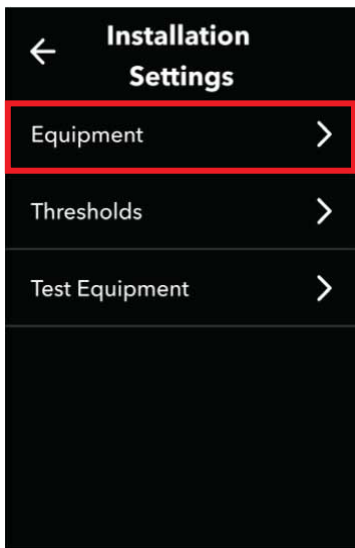 Installation
Settings
Equipment
Thresholds
Test Equipment